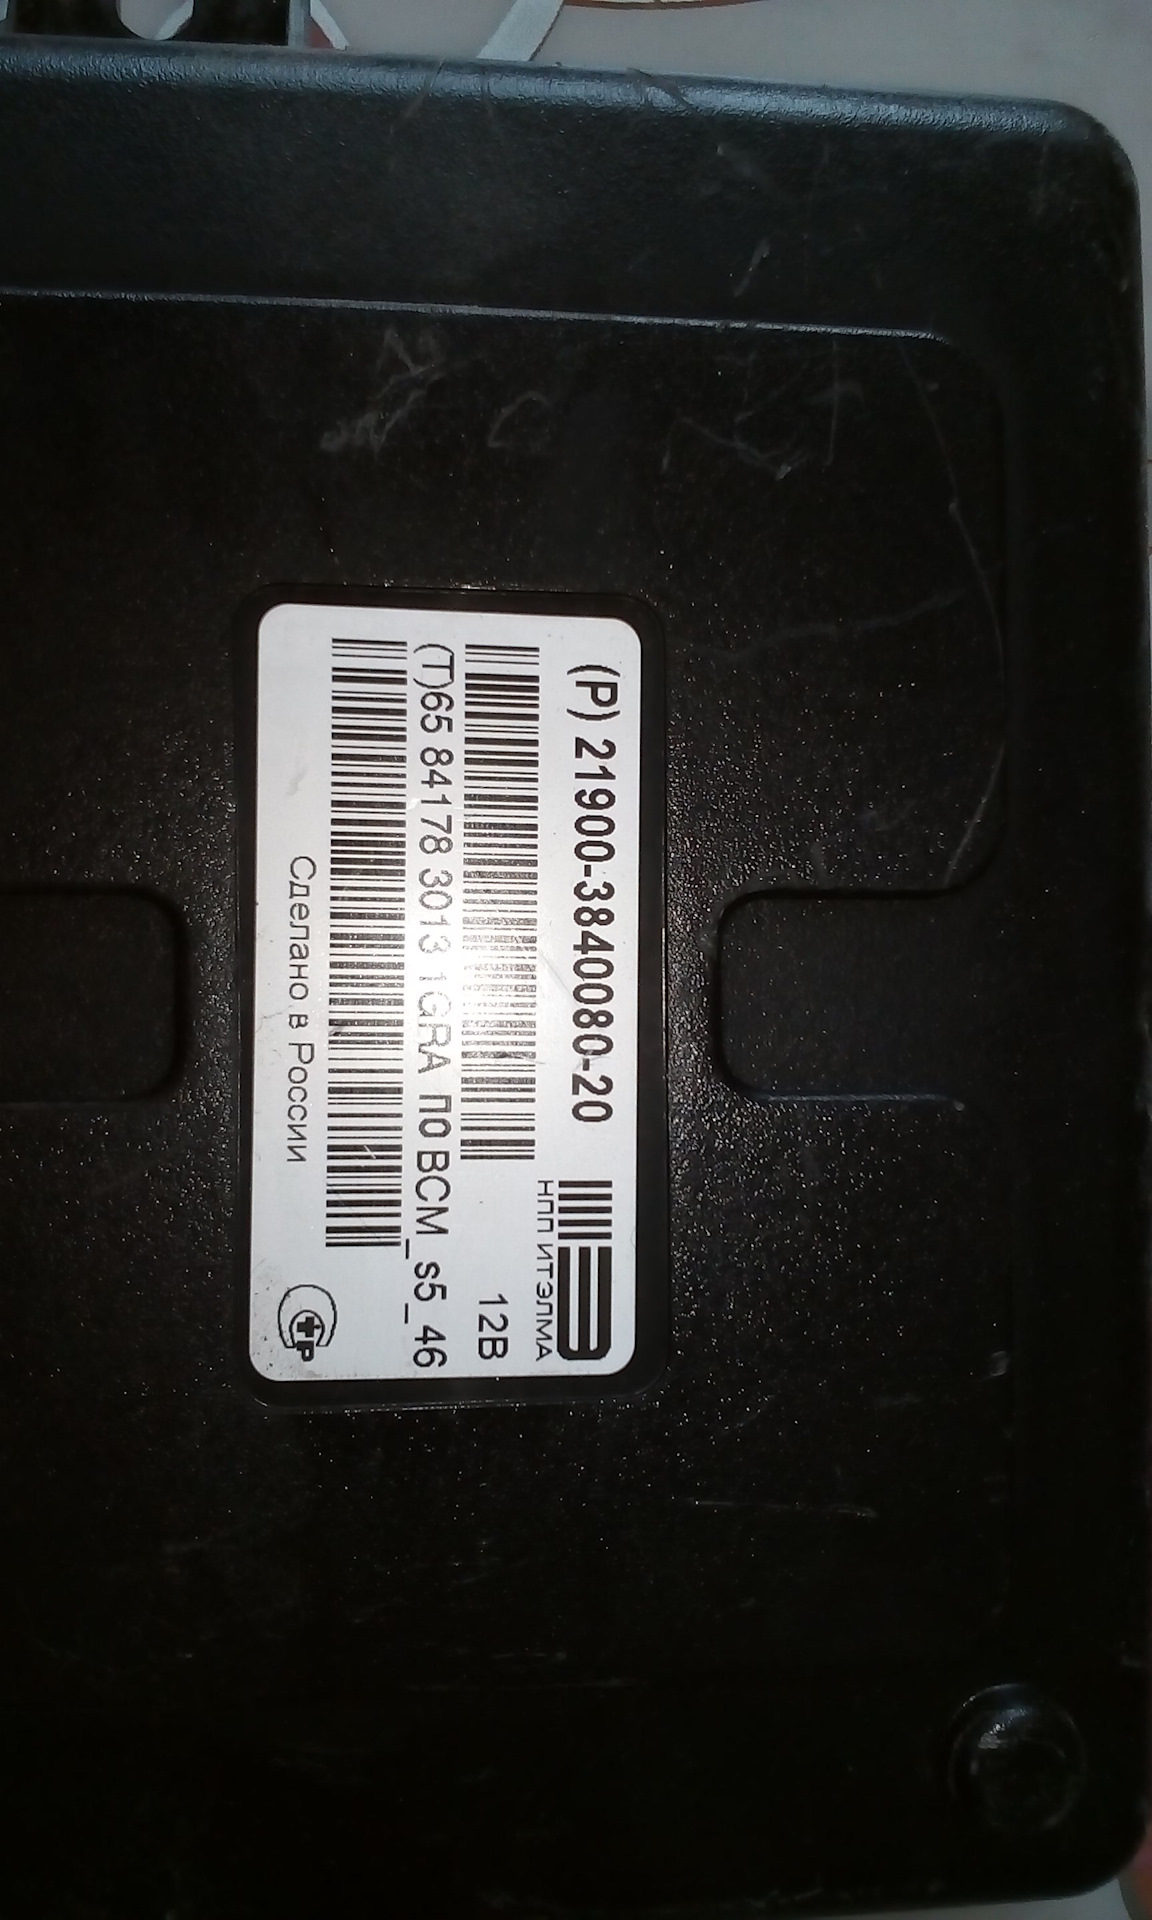 (P) 21900-3840080-20
НПП ИТЭЛМА
12В
(T)65 84178 3013 1GRA ПО BCM_s5_46
Сделано в России